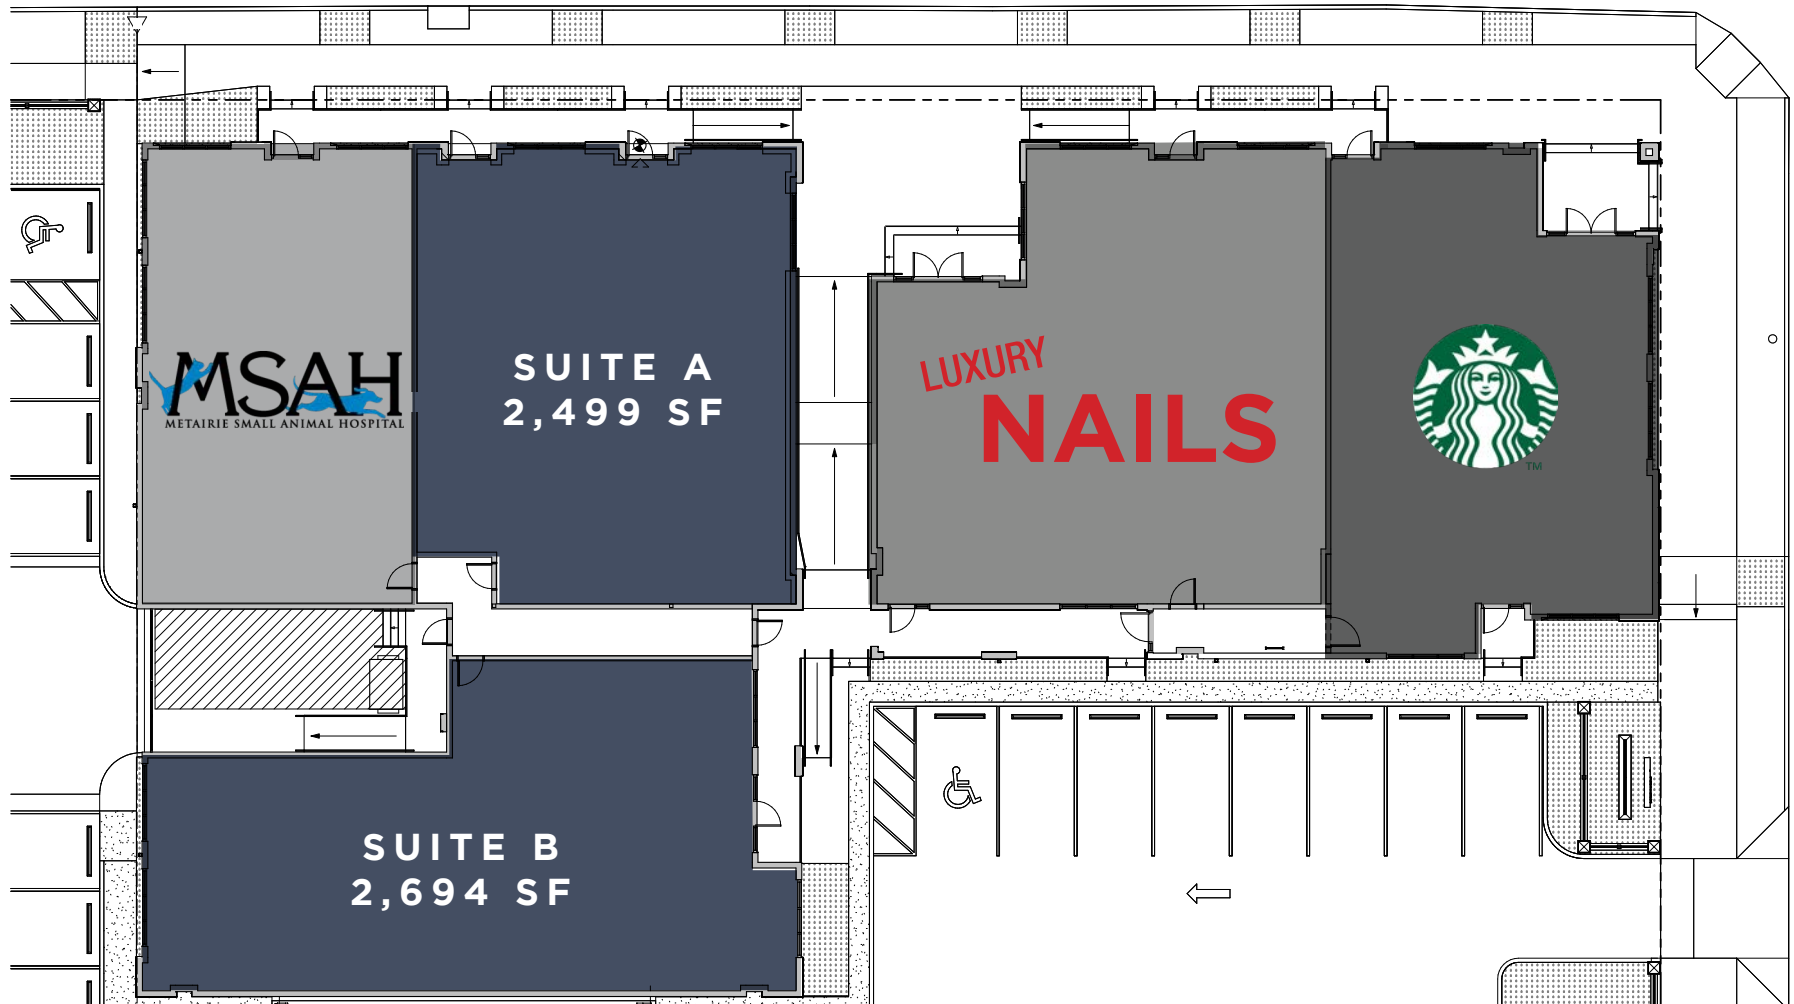 MSAH
METAIRIE SMALL ANIMAL HOSPITAL
SUITE A
2,499 SF
LUXURY
NAILS
TM
SUITE B
2,694 SF